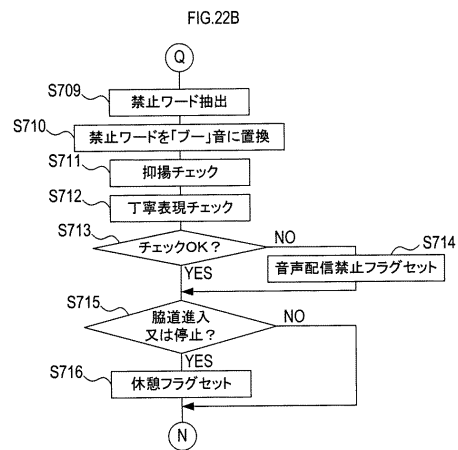 FIG.22B
Q
S709
禁止ワード抽出
S710
禁止ワードを「ブー」音に置換
S711
抑揚チェック
S712
丁寧表現チェック
S713
チェックOK?
NO
S714
音声配信禁止フラグセット
YES
S715
脇道進入
又は停止?
NO
YES
S716
休憩フラグセット
N